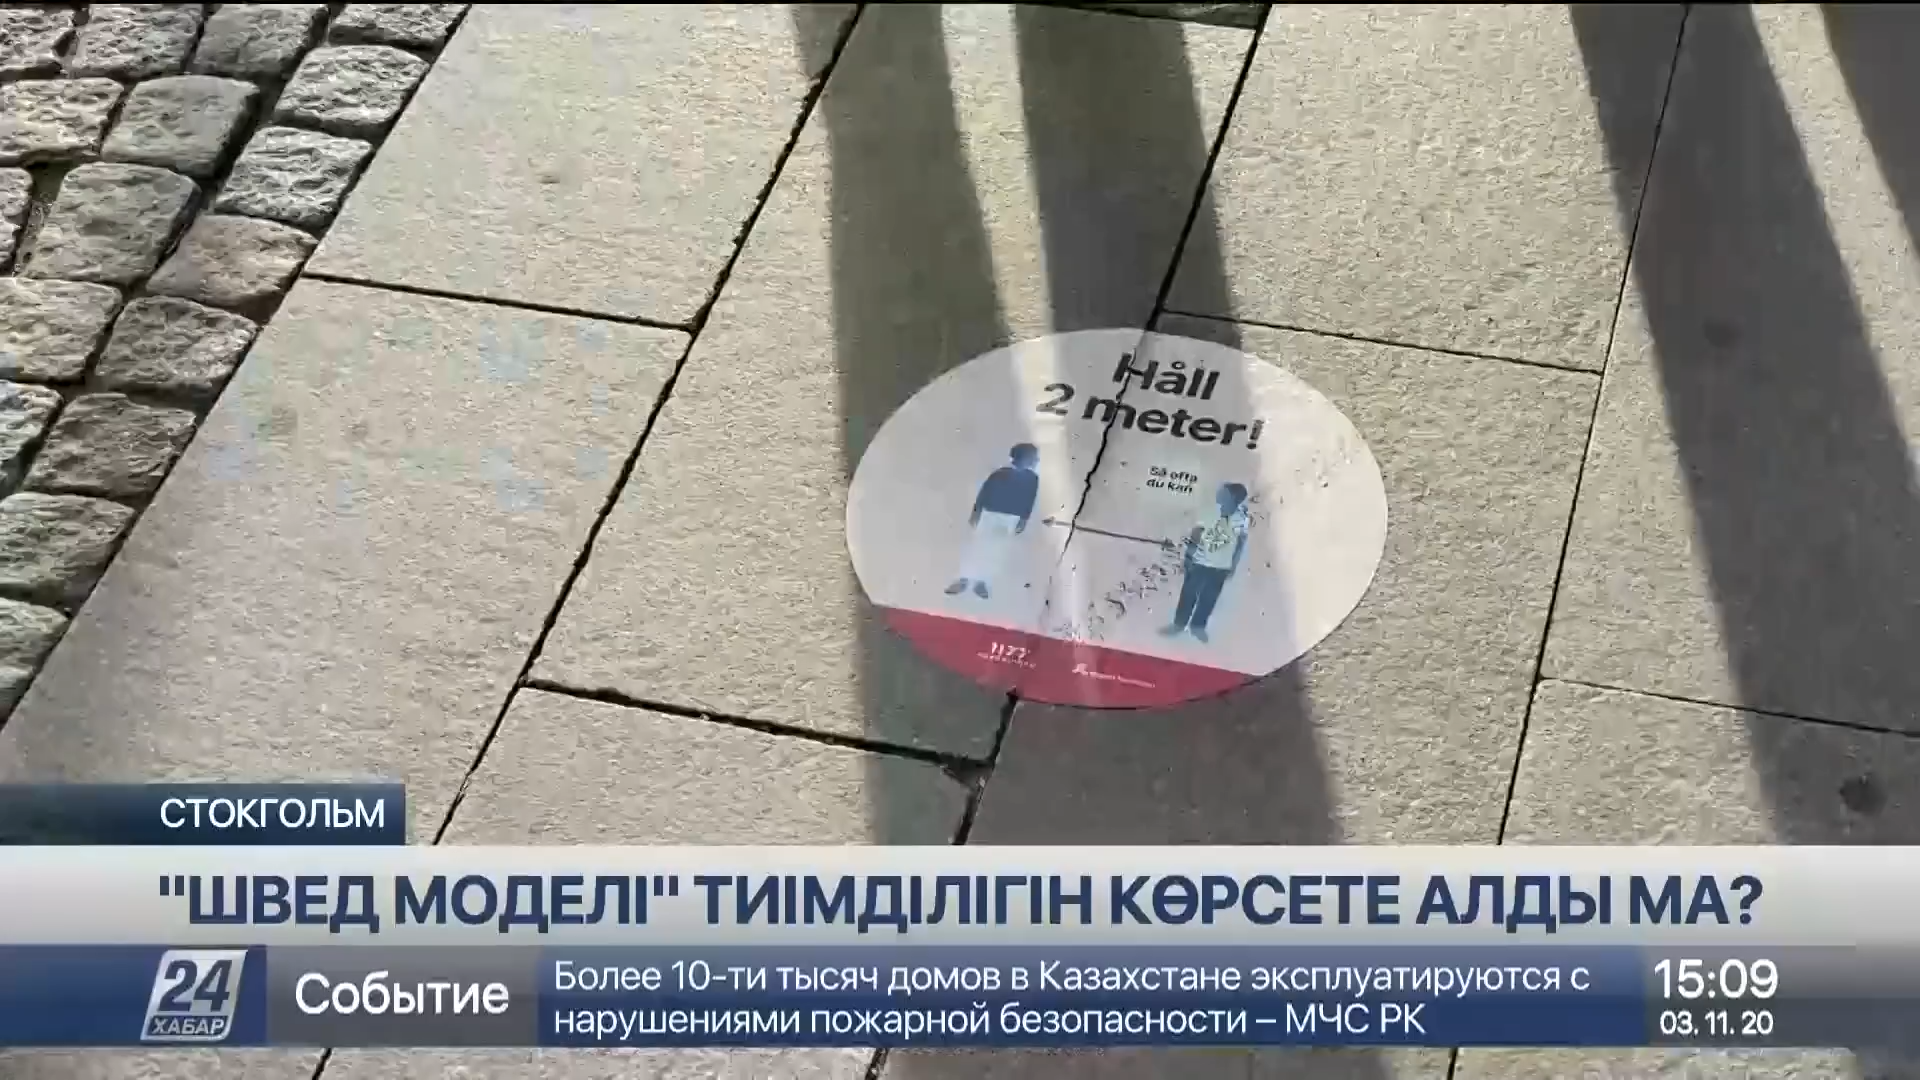 Håll
2 meter!
Så ofta
du kan
1177
СТОКГОЛЬМ
"ШВЕД МОДЕЛІ" ТИІМДІЛІГІН КӨРСЕТЕ АЛДЫ МА?
24
ХАБАР
Событие
Более 10-ти тысяч домов в Казахстане эксплуатируются с
нарушениями пожарной безопасности – МЧС РК
15:09
03. 11. 20